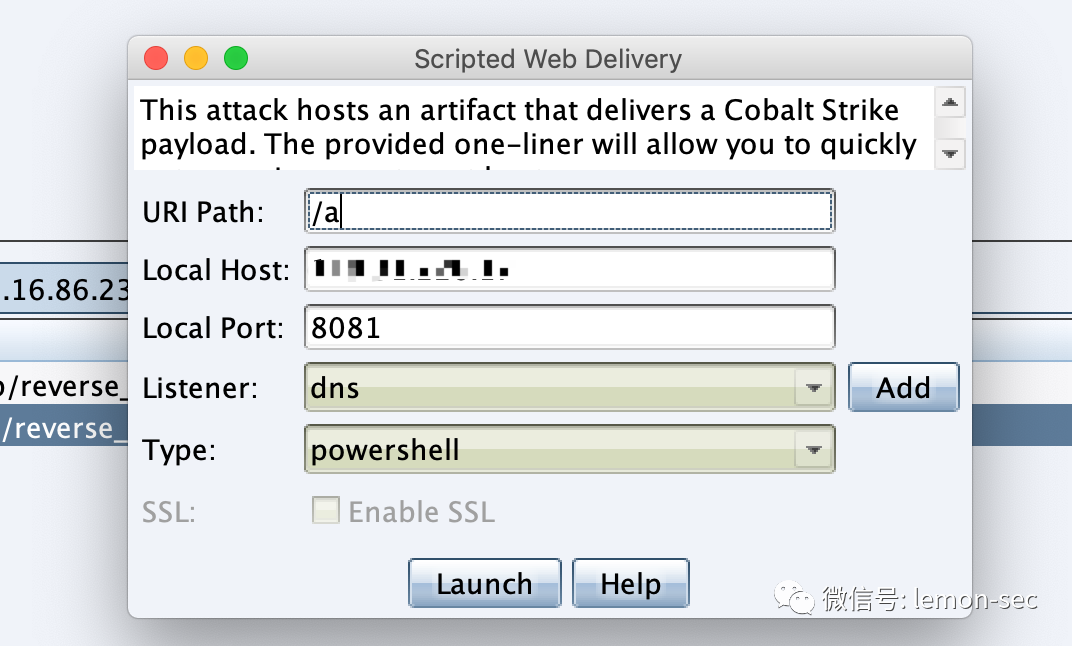 Scripted Web Delivery
This attack hosts an artifact that delivers a Cobalt Strike
payload. The provided one-liner will allow you to quickly
URI Path:
/a
Local Host:
.16.86.23
Local Port:
8081
/reverse_
Listener:
dns
Add
/reverse_
Type:
powershell
SSL:
Enable SSL
Launch
Help
微信号: lemon-sec